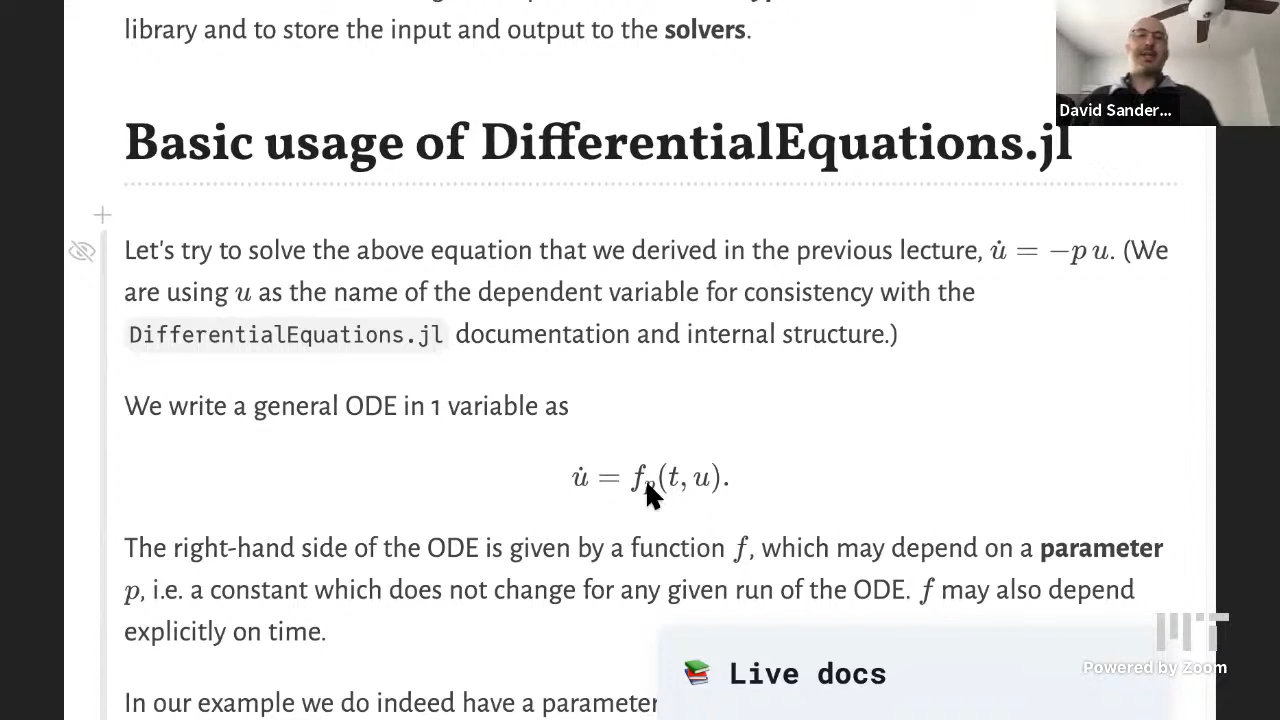 library and to store the input and output to the solvers.
David Sander...
Basic usage of DifferentialEquations.jl
Let's try to solve the above equation that we derived in the previous lecture, u̇ = −p u. (We
are using u as the name of the dependent variable for consistency with the
DifferentialEquations.jl documentation and internal structure.)
We write a general ODE in 1 variable as
u̇ = fₚ(t, u).
The right-hand side of the ODE is given by a function f, which may depend on a parameter
p, i.e. a constant which does not change for any given run of the ODE. f may also depend
explicitly on time.
MIT
Powered by Zoom
Live docs
In our example we do indeed have a parameter